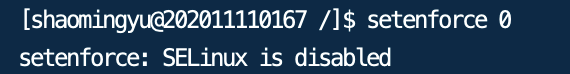 [shaomingyu@202011110167 /]$ setenforce 0
setenforce: SELinux is disabled